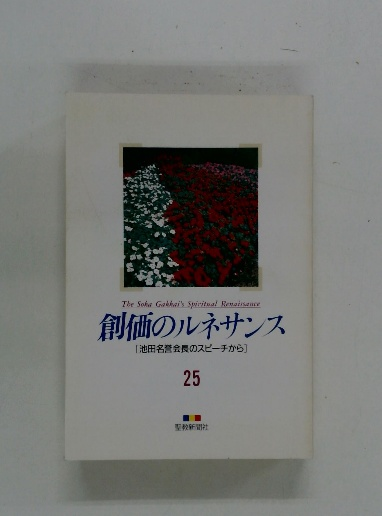 The Soka Gakkai's Spiritual Renaissance
創価のルネサンス
[池田名誉会長のスピーチから]
25
聖教新聞社